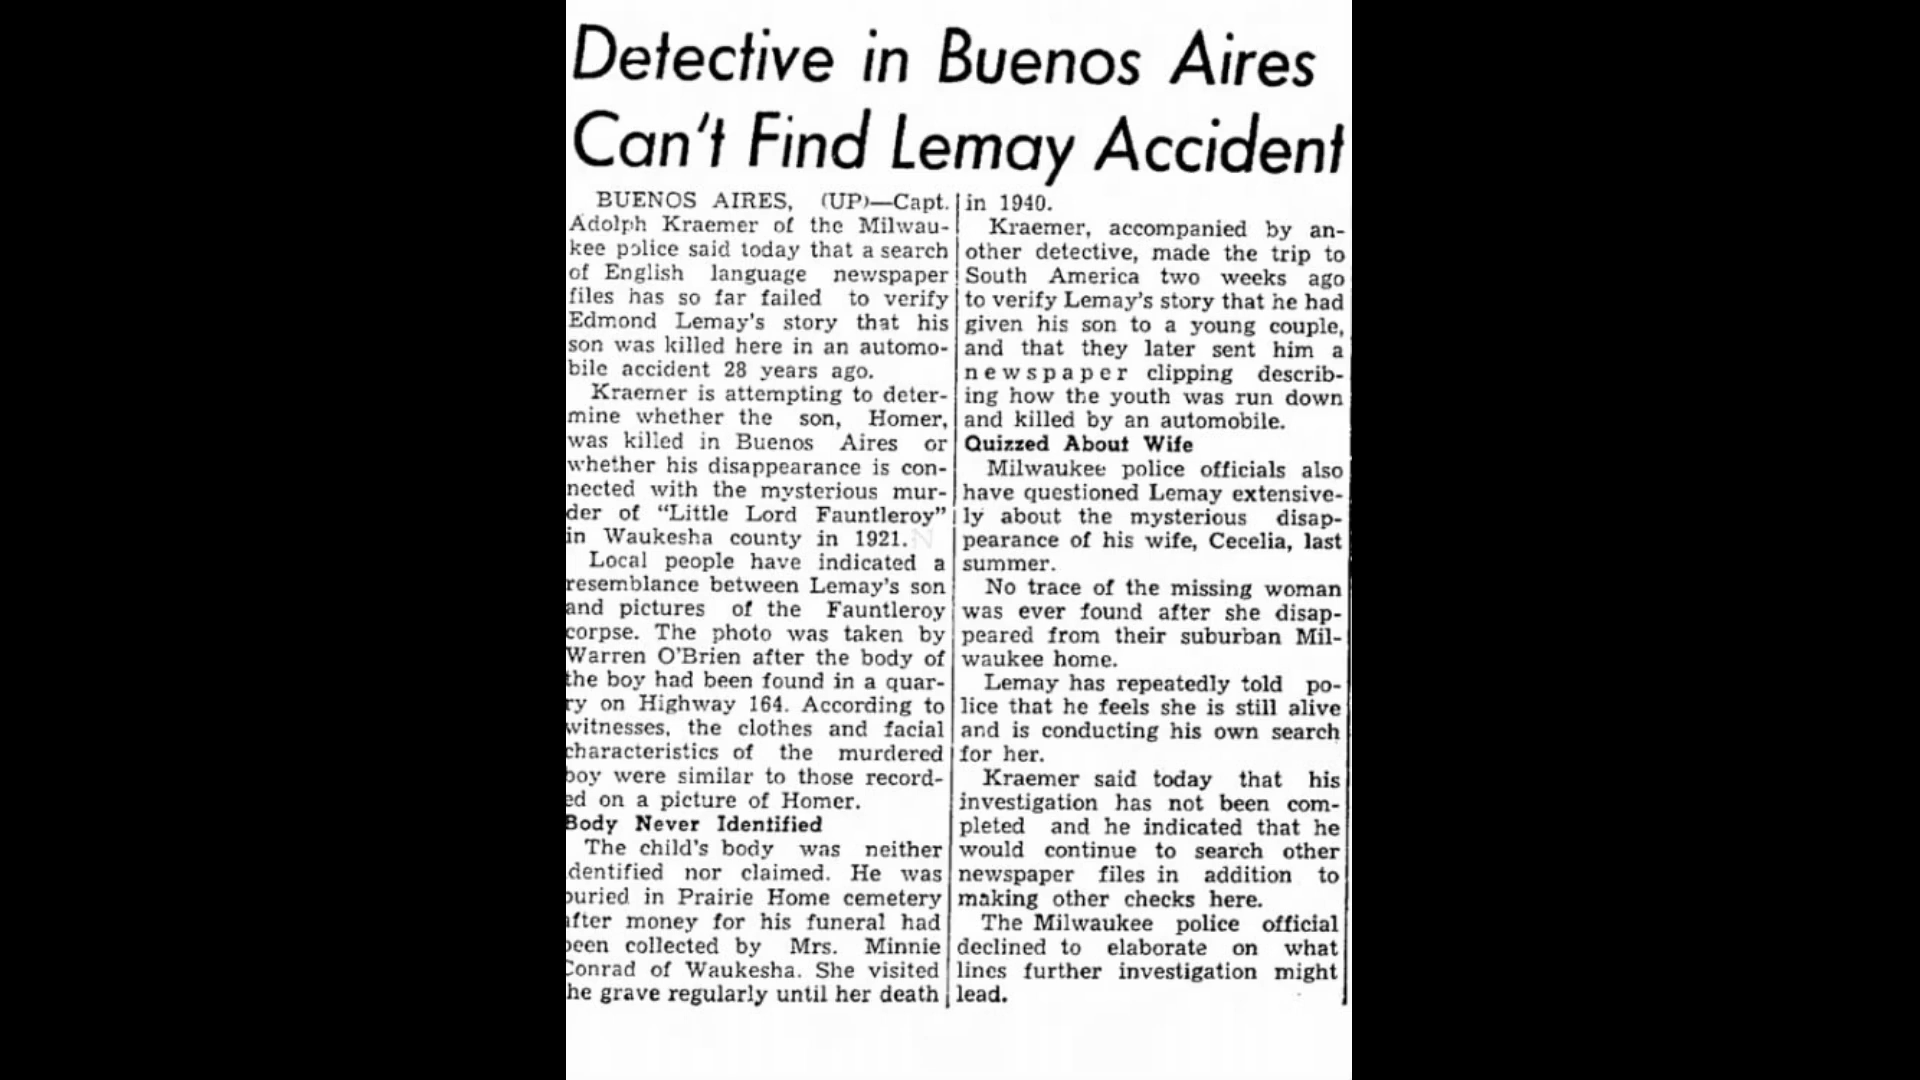 Detective in Buenos Aires
Can't Find Lemay Accident
BUENOS AIRES, (UP)—Capt.
Adolph Kraemer of the Milwau-
kee police said today that a search
of English language newspaper
files has so far failed to verify
Edmond Lemay's story that his
son was killed here in an automo-
bile accident 28 years ago.
Kraemer is attempting to deter-
mine whether the son, Homer,
was killed in Buenos Aires or
whether his disappearance is con-
nected with the mysterious mur-
der of "Little Lord Fauntleroy"
in Waukesha county in 1921.
Local people have indicated a
resemblance between Lemay's son
and pictures of the Fauntleroy
corpse. The photo was taken by
Warren O'Brien after the body of
the boy had been found in a quar-
ry on Highway 164. According to
witnesses, the clothes and facial
characteristics of the murdered
boy were similar to those record-
ed on a picture of Homer.
Body Never Identified
The child's body was neither
dentified nor claimed. He was
buried in Prairie Home cemetery
after money for his funeral had
been collected by Mrs. Minnie
Conrad of Waukesha. She visited
he grave regularly until her death
in 1940.
Kraemer, accompanied by an-
other detective, made the trip to
South America two weeks ago
to verify Lemay's story that he had
given his son to a young couple,
and that they later sent him a
newspaper clipping describ-
ing how the youth was run down
and killed by an automobile.
Quizzed About Wife
Milwaukee police officials also
have questioned Lemay extensive-
ly about the mysterious disap-
pearance of his wife, Cecelia, last
summer.
No trace of the missing woman
was ever found after she disap-
peared from their suburban Mil-
waukee home.
Lemay has repeatedly told po-
lice that he feels she is still alive
and is conducting his own search
for her.
Kraemer said today that his
investigation has not been com-
pleted and he indicated that he
would continue to search other
newspaper files in addition to
making other checks here.
The Milwaukee police official
declined to elaborate on what
lines further investigation might
lead.